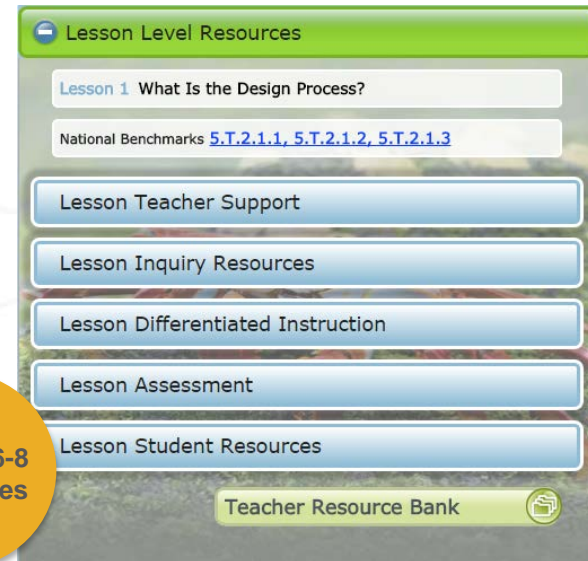 Lesson Level Resources
Lesson 1 What Is the Design Process?
National Benchmarks 5.T.2.1.1, 5.T.2.1.2, 5.T.2.1.3
Lesson Teacher Support
Lesson Inquiry Resources
Lesson Differentiated Instruction
Lesson Assessment
Lesson Student Resources
-8
es
Teacher Resource Bank